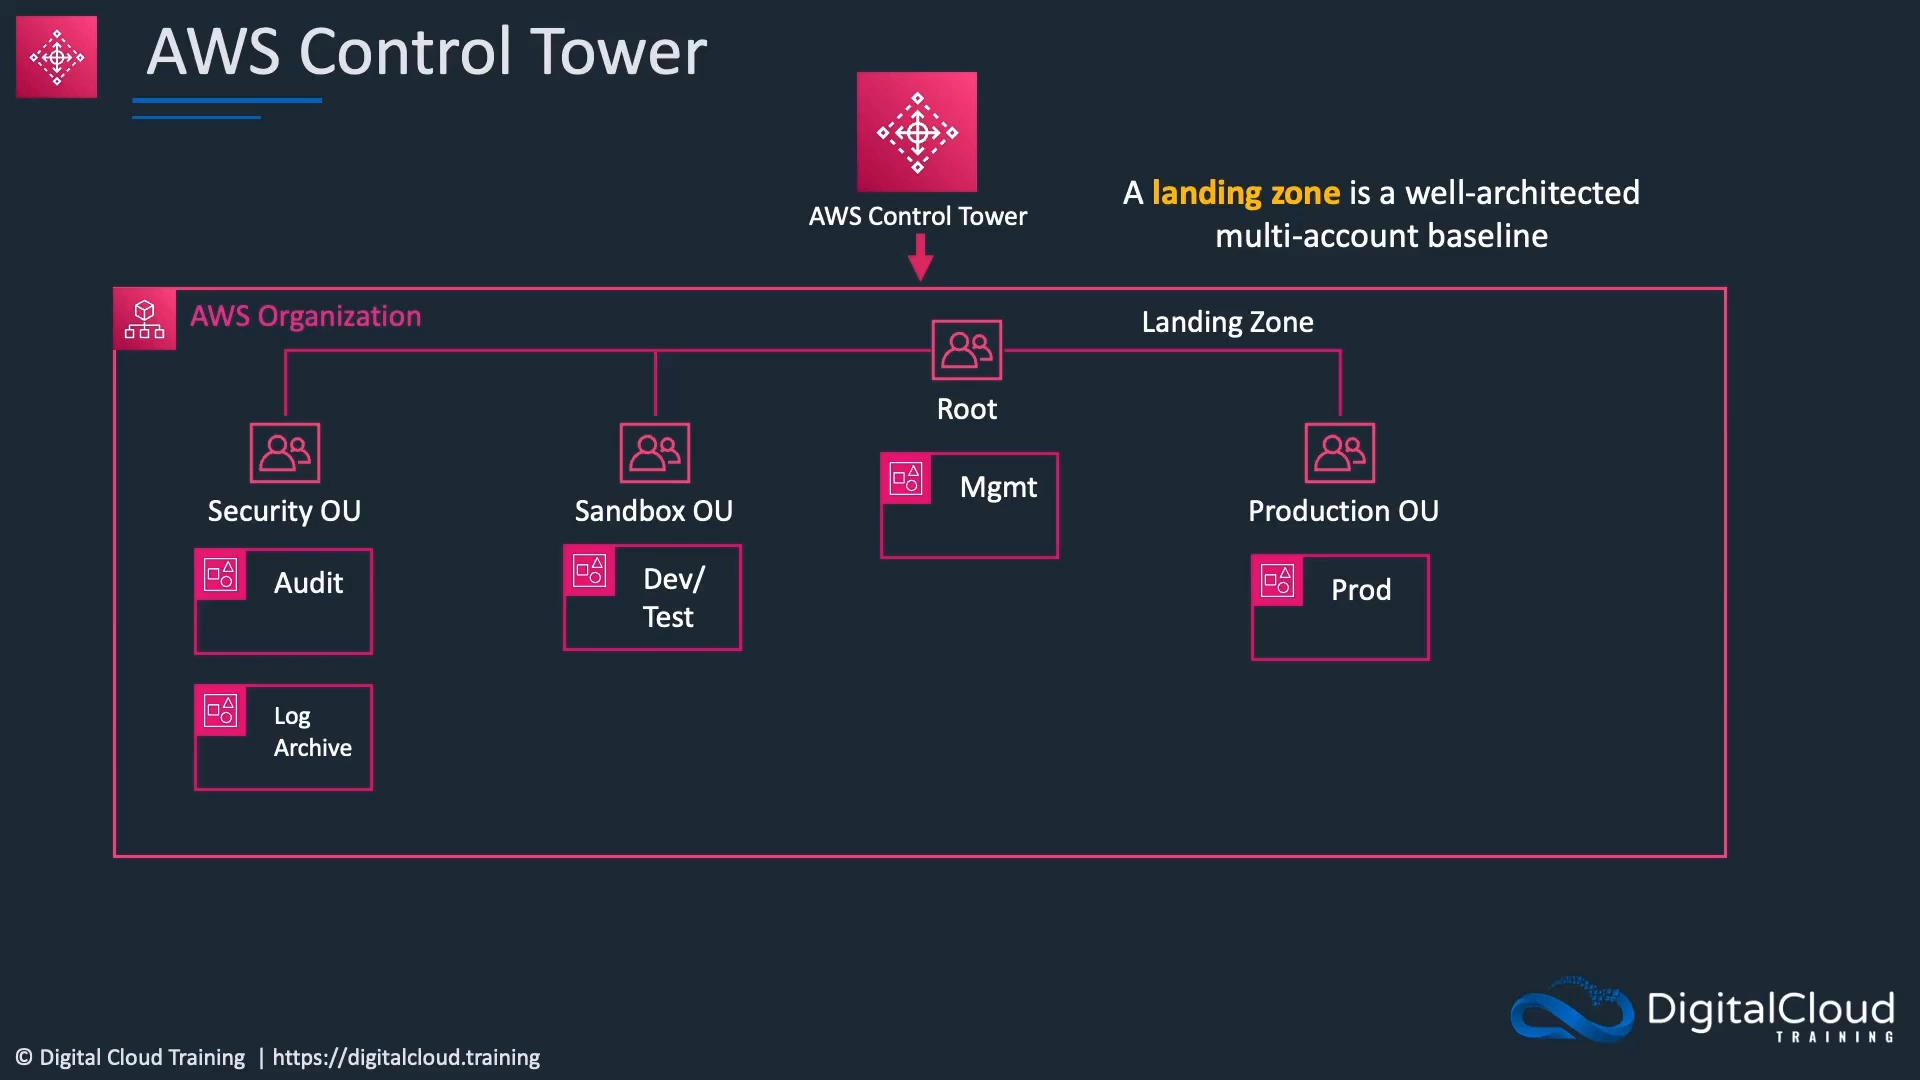 AWS Control Tower
AWS Control Tower
A landing zone is a well-architected
multi-account baseline
AWS Organization
Landing Zone
Root
Mgmt
Security OU
Audit
Log
Archive
Sandbox OU
Dev/
Test
Production OU
Prod
DigitalCloud
TRAINING
© Digital Cloud Training | https://digitalcloud.training